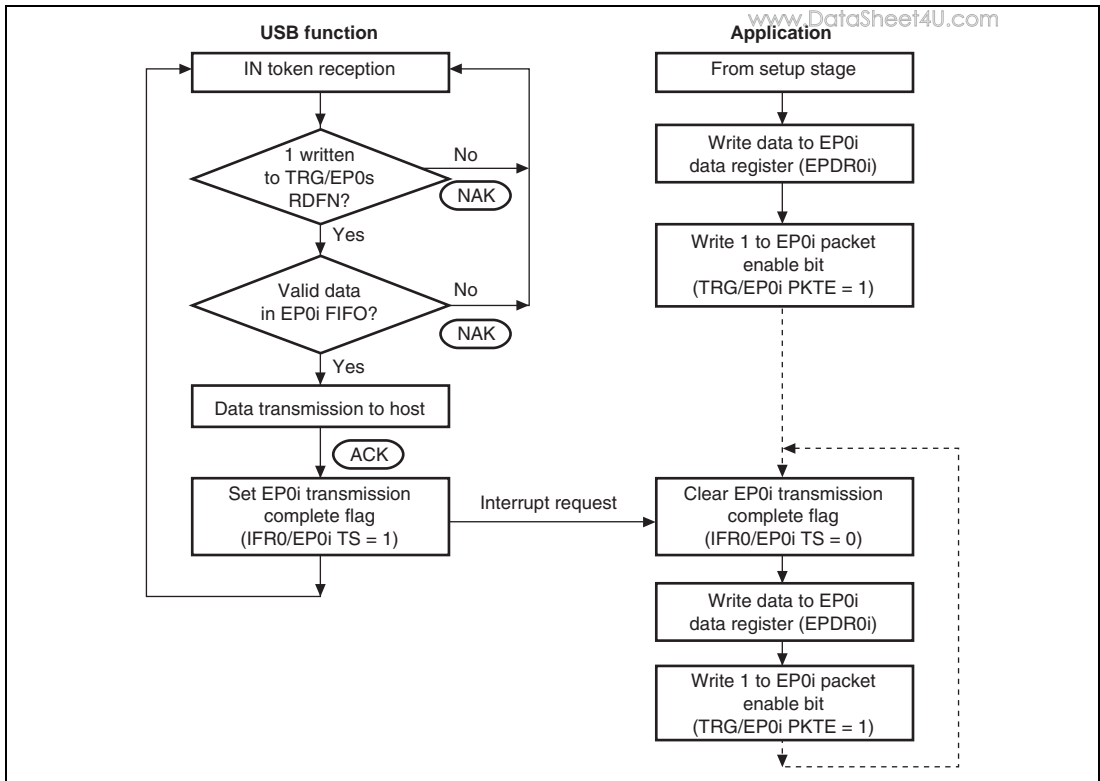 www.DataSheet4U.com
USB function
IN token reception
1 written
to TRG/EP0s
RDFN?
No
NAK
Yes
Valid data
in EP0i FIFO?
No
NAK
Yes
Data transmission to host
ACK
Set EP0i transmission
complete flag
(IFR0/EP0i TS = 1)
Interrupt request
Application
From setup stage
Write data to EP0i
data register (EPDR0i)
Write 1 to EP0i packet
enable bit
(TRG/EP0i PKTE = 1)
Clear EP0i transmission
complete flag
(IFR0/EP0i TS = 0)
Write data to EP0i
data register (EPDR0i)
Write 1 to EP0i packet
enable bit
(TRG/EP0i PKTE = 1)